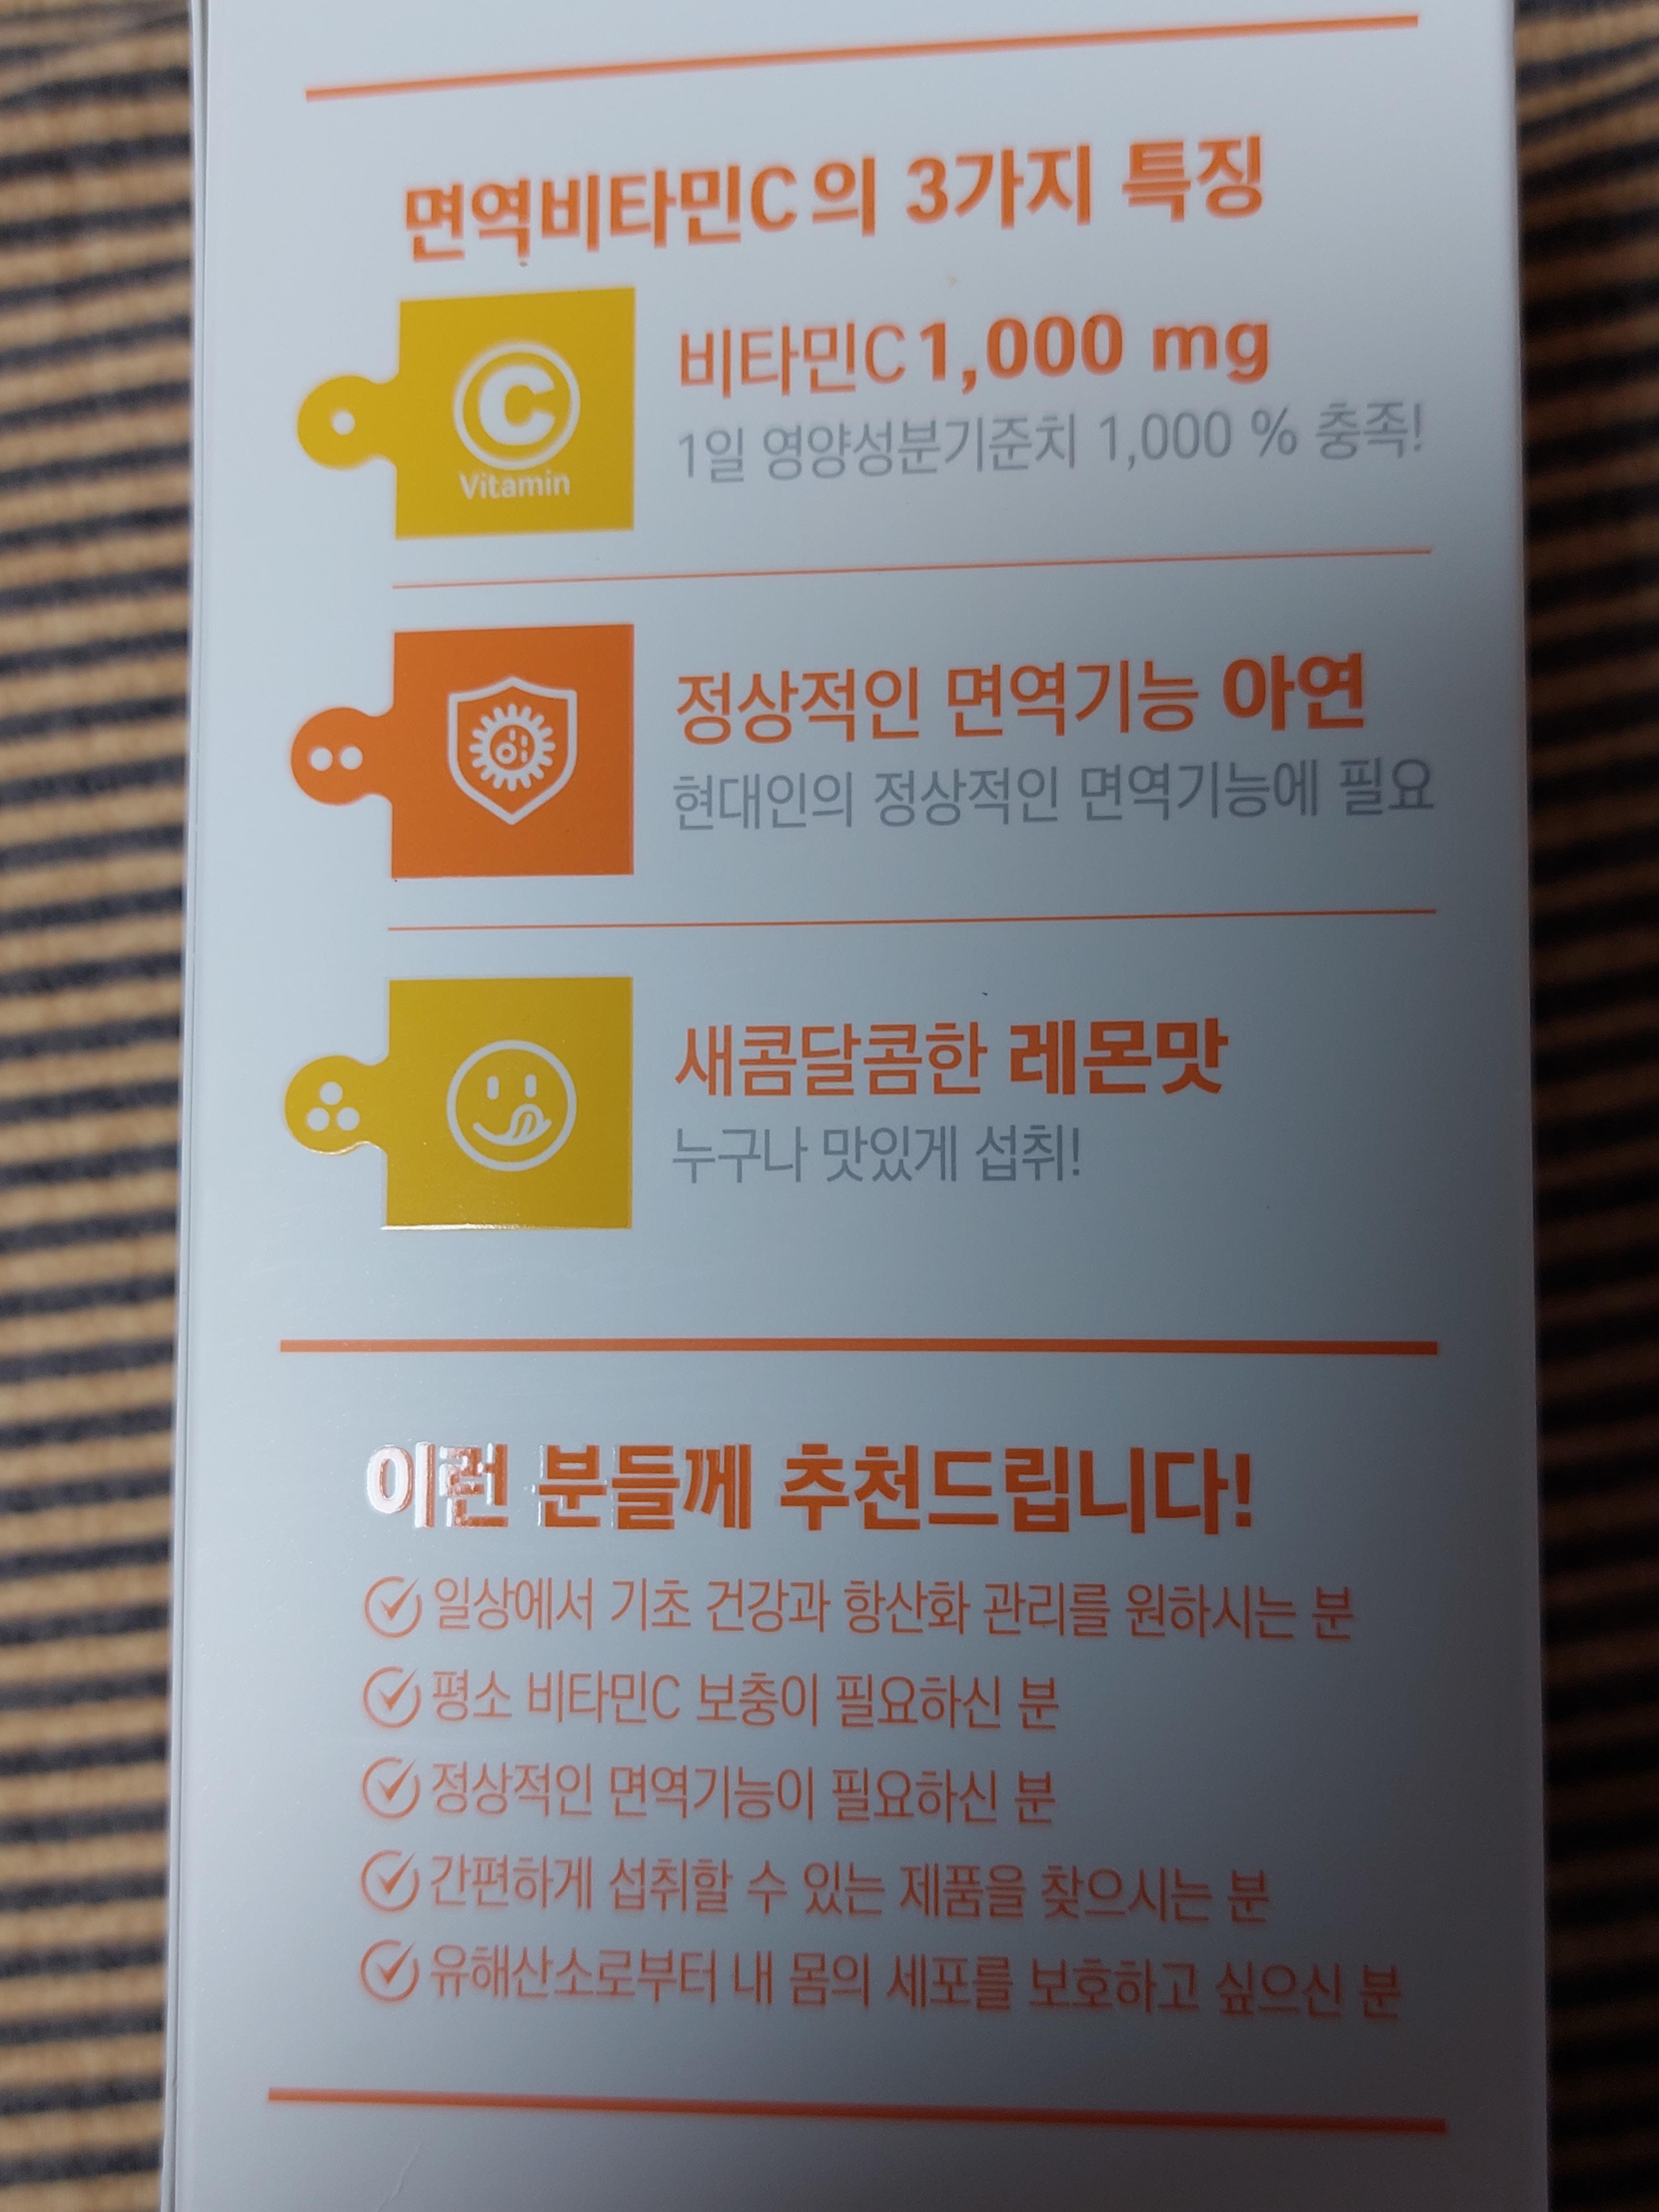 면역비타민C의 3가지 특징
C
Vitamin
비타민C 1,000 mg
1일 영양성분기준치 1,000 % 충족!
정상적인 면역기능 아연
현대인의 정상적인 면역기능에 필요
새콤달콤한 레몬맛
누구나 맛있게 섭취!
이런 분들께 추천드립니다!
일상에서 기초 건강과 항산화 관리를 원하시는 분
평소 비타민C 보충이 필요하신 분
정상적인 면역기능이 필요하신 분
간편하게 섭취할 수 있는 제품을 찾으시는 분
유해산소로부터 내 몸의 세포를 보호하고 싶으신 분